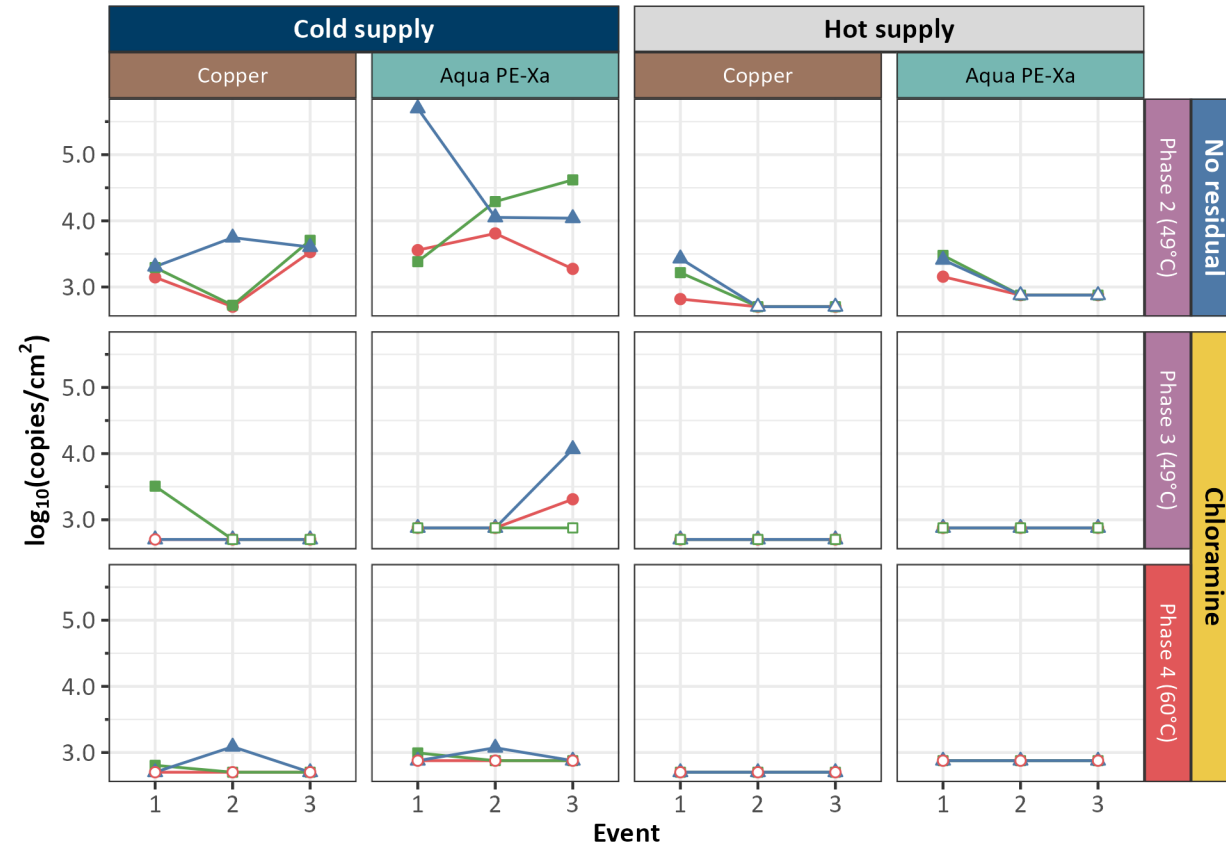 Cold supply
Hot supply
Copper
Aqua PE-Xa
Copper
Aqua PE-Xa
5.0
4.0
3.0
Phase 2 (49°C)
No residual
5.0
4.0
3.0
Phase 3 (49°C)
Chloramine
5.0
4.0
3.0
Phase 4 (60°C)
log₁₀(copies/cm²)
1 2 3
1 2 3
1 2 3
1 2 3
Event